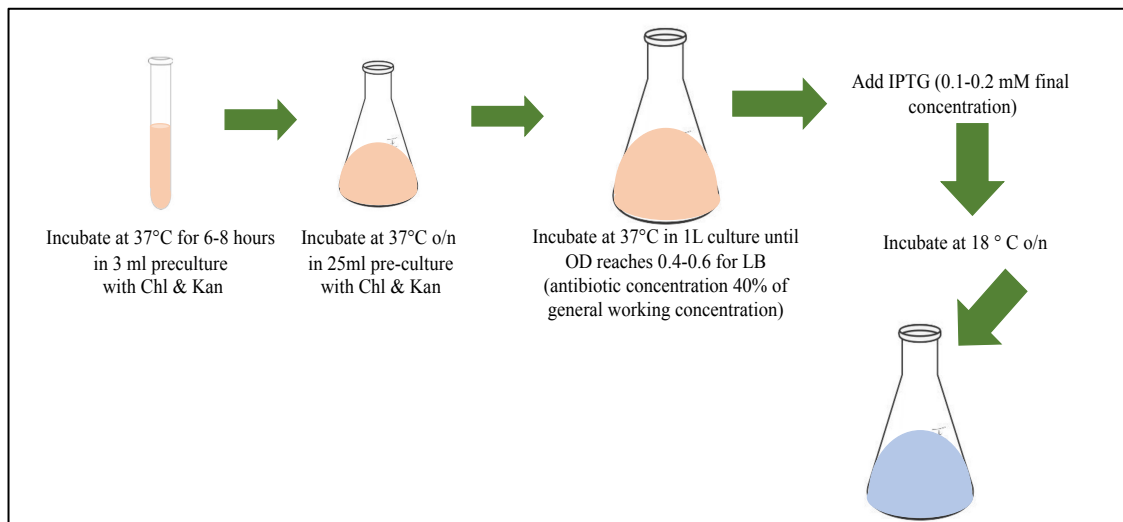 Incubate at 37°C for 6-8 hours
in 3 ml preculture
with Chl & Kan
Incubate at 37°C o/n
in 25ml pre-culture
with Chl & Kan
Incubate at 37°C in 1L culture until
OD reaches 0.4-0.6 for LB
(antibiotic concentration 40% of
general working concentration)
Add IPTG (0.1-0.2 mM final
concentration)
Incubate at 18 ° C o/n